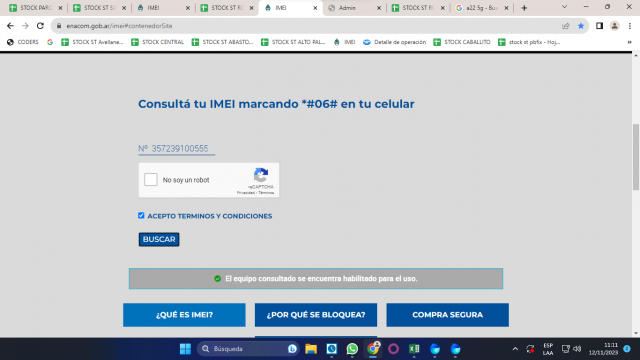 STOCK PARC
STOCK ST S
IMEI
STOCK ST R
IMEI
Admin
STOCK ST R
a22 5g - Bus
enacom.gob.ar/imei#contenedorSite
CODERS
STOCK ST Avellane...
STOCK CENTRAL
STOCK ST ABASTO...
STOCK ST ALTO PAL...
IMEI
Detalle de operación
STOCK CABALLITO
stock st pbfix - Hoj...
Consultá tu IMEI marcando *#06# en tu celular
Nº 357239100555
No soy un robot
reCAPTCHA
Privacidad - Términos
ACEPTO TERMINOS Y CONDICIONES
BUSCAR
El equipo consultado se encuentra habilitado para el uso.
¿QUÉ ES IMEI?
¿POR QUÉ SE BLOQUEA?
COMPRA SEGURA
Búsqueda
ESP
LAA
11:11
12/11/2023